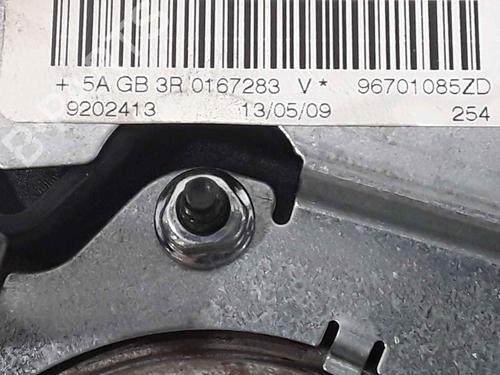 + 5A GB 3R 0167283 V* 96701085ZD
9202413 13/05/09 254